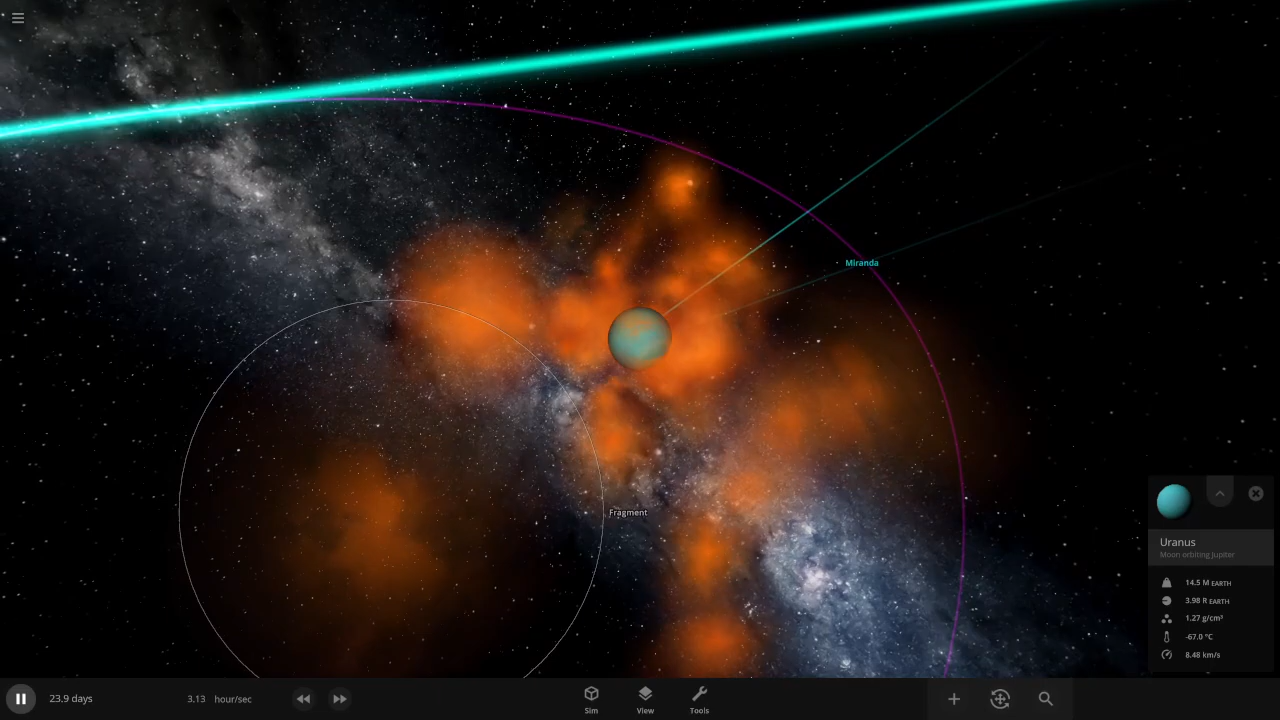 Miranda
Fragment
Uranus
Moon orbiting Jupiter
14.5 M EARTH
3.98 R EARTH
1.27 g/cm³
-67.0 °C
8.48 km/s
23.9 days
3.13 hour/sec
Sim
View
Tools